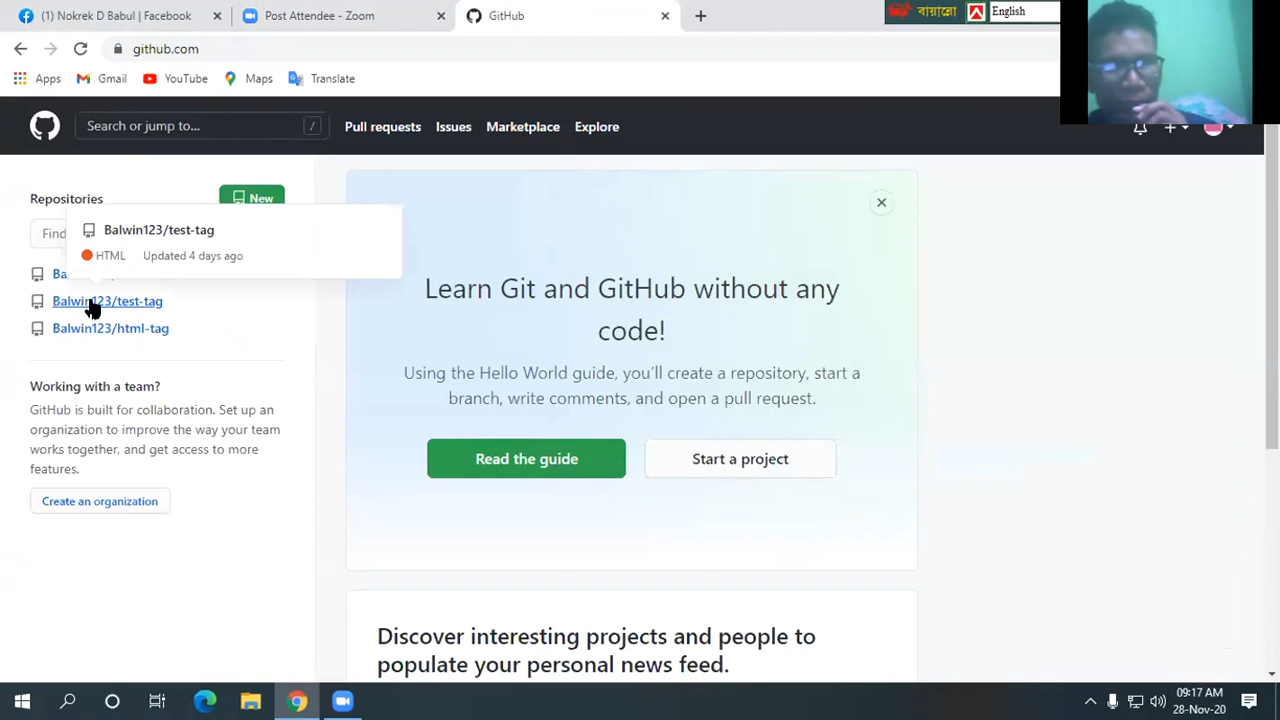 (1) Nokrek D Babul | Facebook
Post Attendee - Zoom
GitHub
বায়ান্নো
English
github.com
Apps
Gmail
YouTube
Maps
Translate
Search or jump to...
/
Pull requests
Issues
Marketplace
Explore
Repositories
New
Find
Balwin123/test-tag
HTML
Updated 4 days ago
Ba
Balwin123/test-tag
Balwin123/html-tag
Working with a team?
GitHub is built for collaboration. Set up an
organization to improve the way your team
works together, and get access to more
features.
Create an organization
Learn Git and GitHub without any
code!
Using the Hello World guide, you'll create a repository, start a
branch, write comments, and open a pull request.
Read the guide
Start a project
Discover interesting projects and people to
populate your personal news feed.
09:17 AM
28-Nov-20